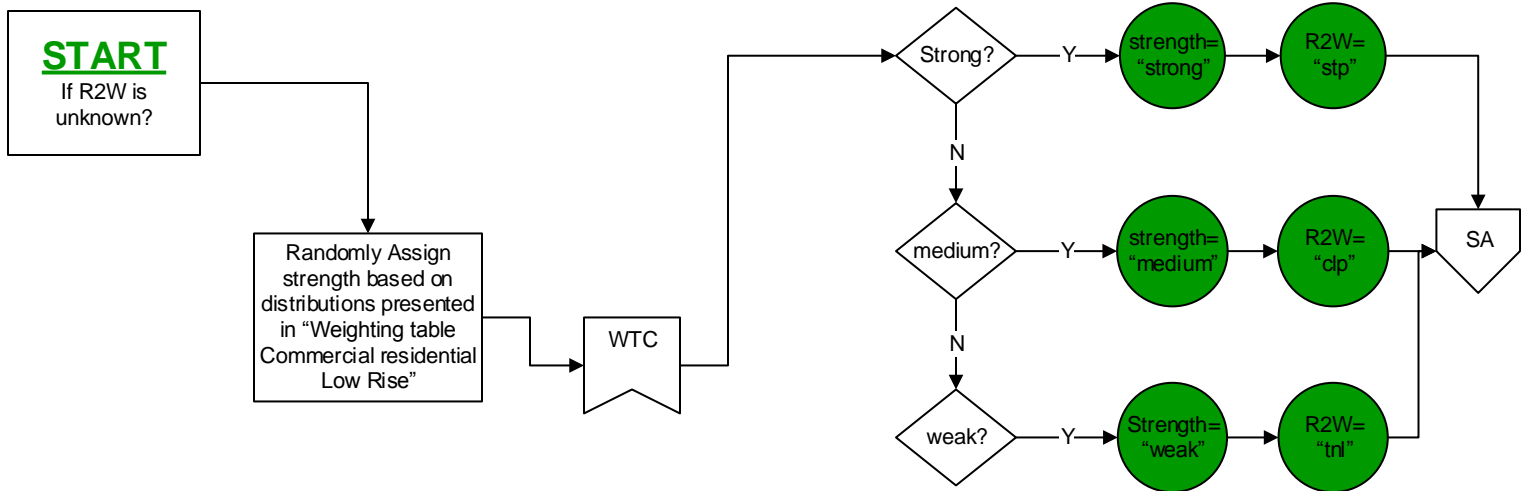 START
If R2W is
unknown?
Randomly Assign
strength based on
distributions presented
in “Weighting table
Commercial residential
Low Rise”
WTC
Strong?
Y
strength=
“strong”
R2W=
“stp”
N
medium?
Y
strength=
“medium”
R2W=
“clp”
SA
N
weak?
Y
Strength=
“weak”
R2W=
“tnl”